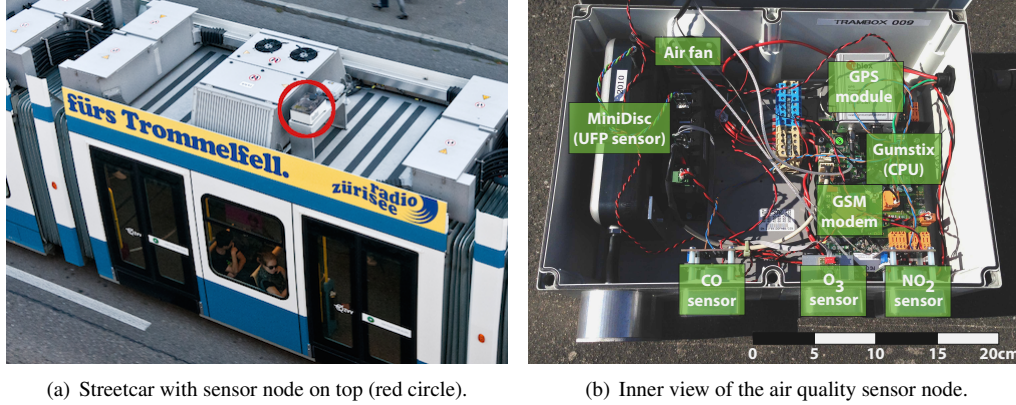 fürs Trommelfell.
radio
zürisee
TRAMBOX 009
Air fan
GPS
module
2010
MiniDisc
(UFP sensor)
Gumstix
(CPU)
GSM
modem
CO
sensor
O3
sensor
NO2
sensor
0 5 10 15 20cm
(a) Streetcar with sensor node on top (red circle).
(b) Inner view of the air quality sensor node.